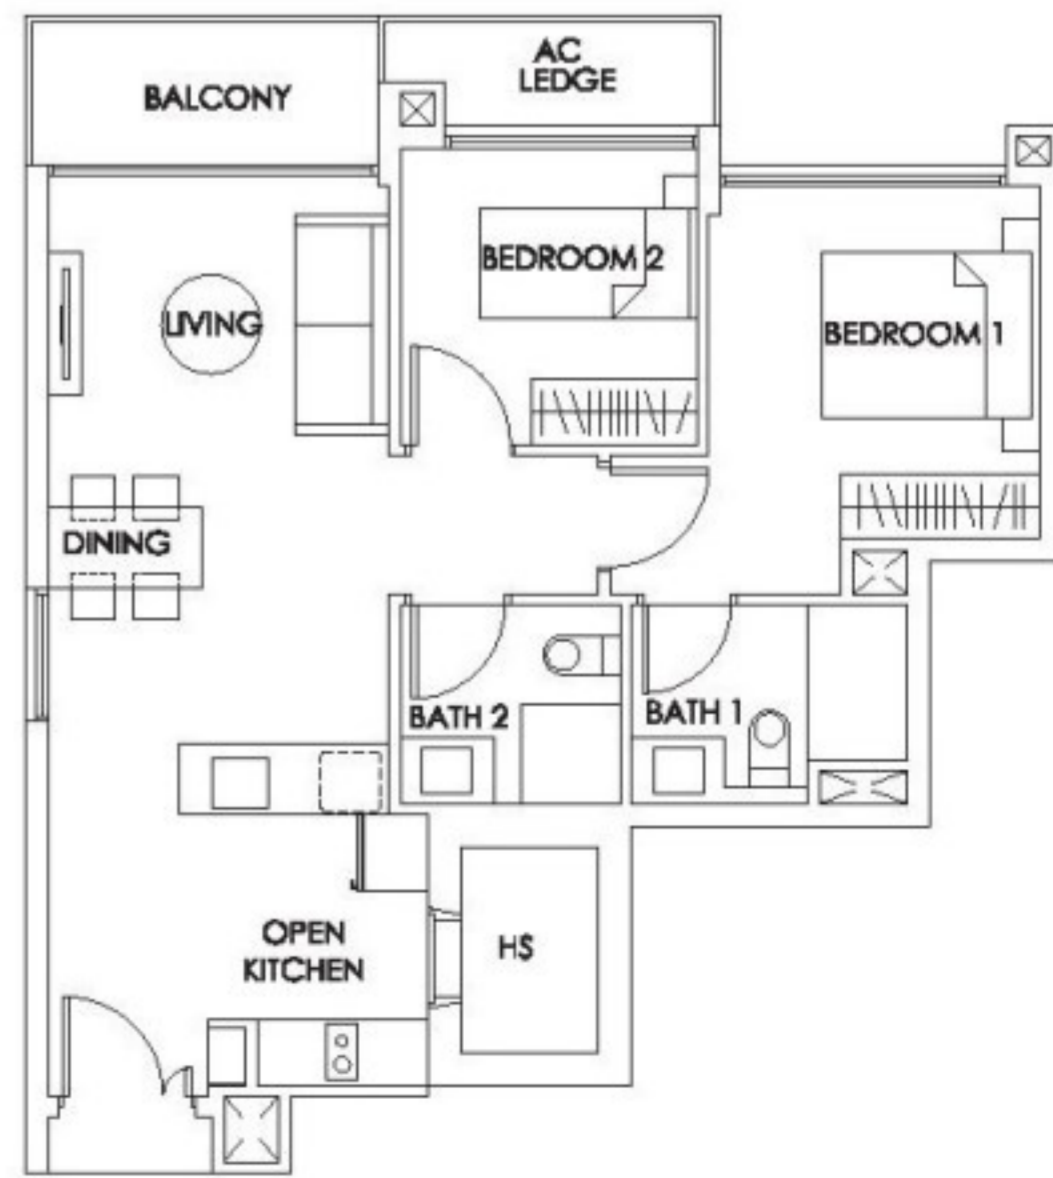 BALCONY
AC
LEDGE
BEDROOM 2
LIVING
BEDROOM 1
DINING
BATH 2
BATH 1
OPEN
KITCHEN
HS